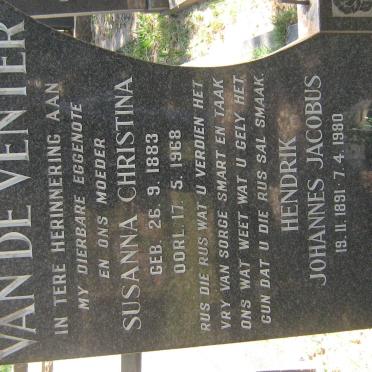 VAN DE VENTER
IN TERE HERINNERING AAN
MY DIERBARE EGGENOTE
EN ONS MOEDER
SUSANNA CHRISTINA
GEB 26. 9. 1883
OORL. 17. 5. 1968
RUS DIE RUS WAT U VERDIEN HET
VRY VAN SORGE SMART EN TAAK
ONS WAT WEET WAT U GELY HET.
GUN DAT U DIE RUS SAL SMAAK.
HENDRIK
JOHANNES JACOBUS
19. 11. 1891 7. 4. 1980